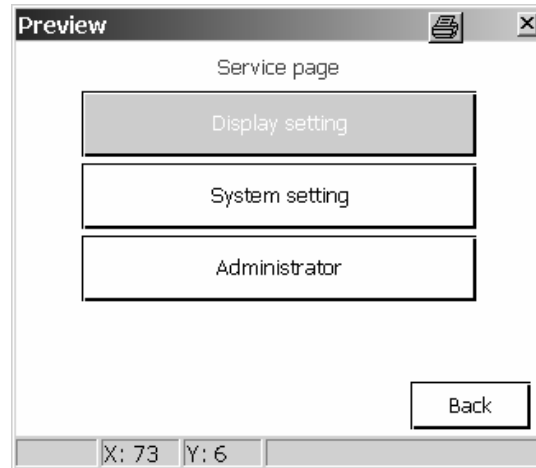 Preview
Service page
Display setting
System setting
Administrator
Back
X: 73 Y: 6